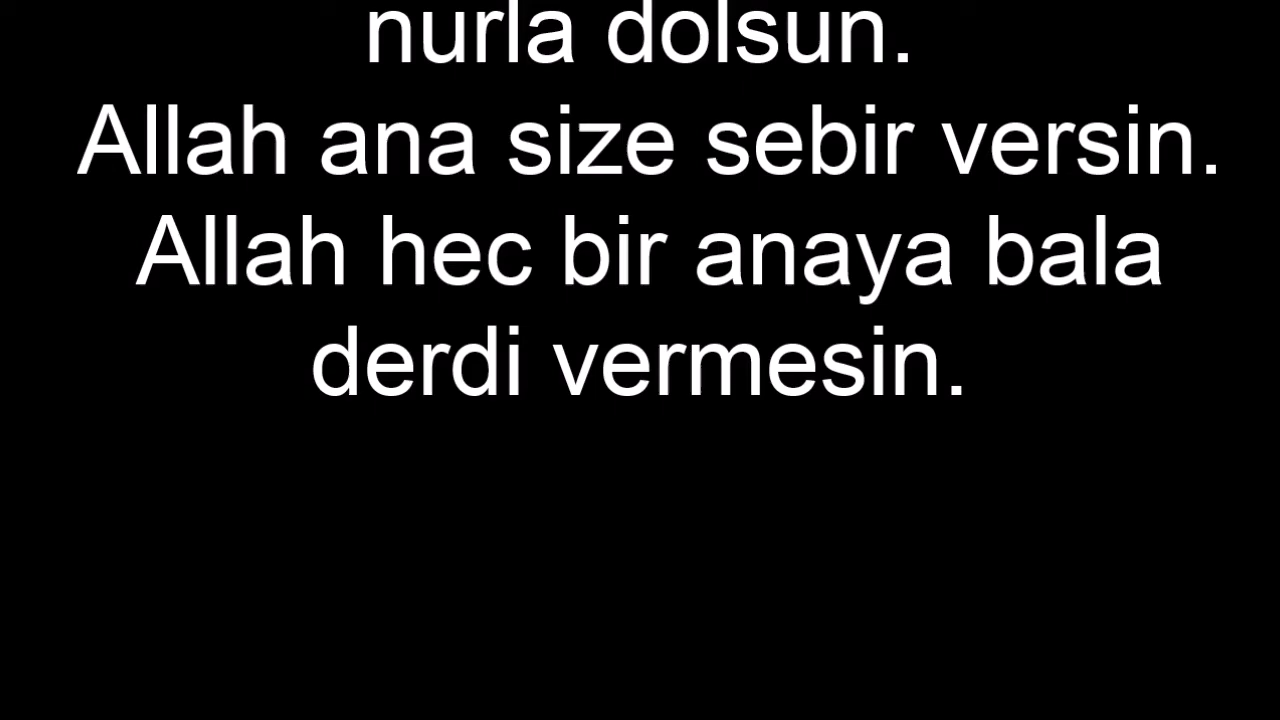 nurla dolsun.
Allah ana size sebir versin.
Allah hec bir anaya bala
derdi vermesin.